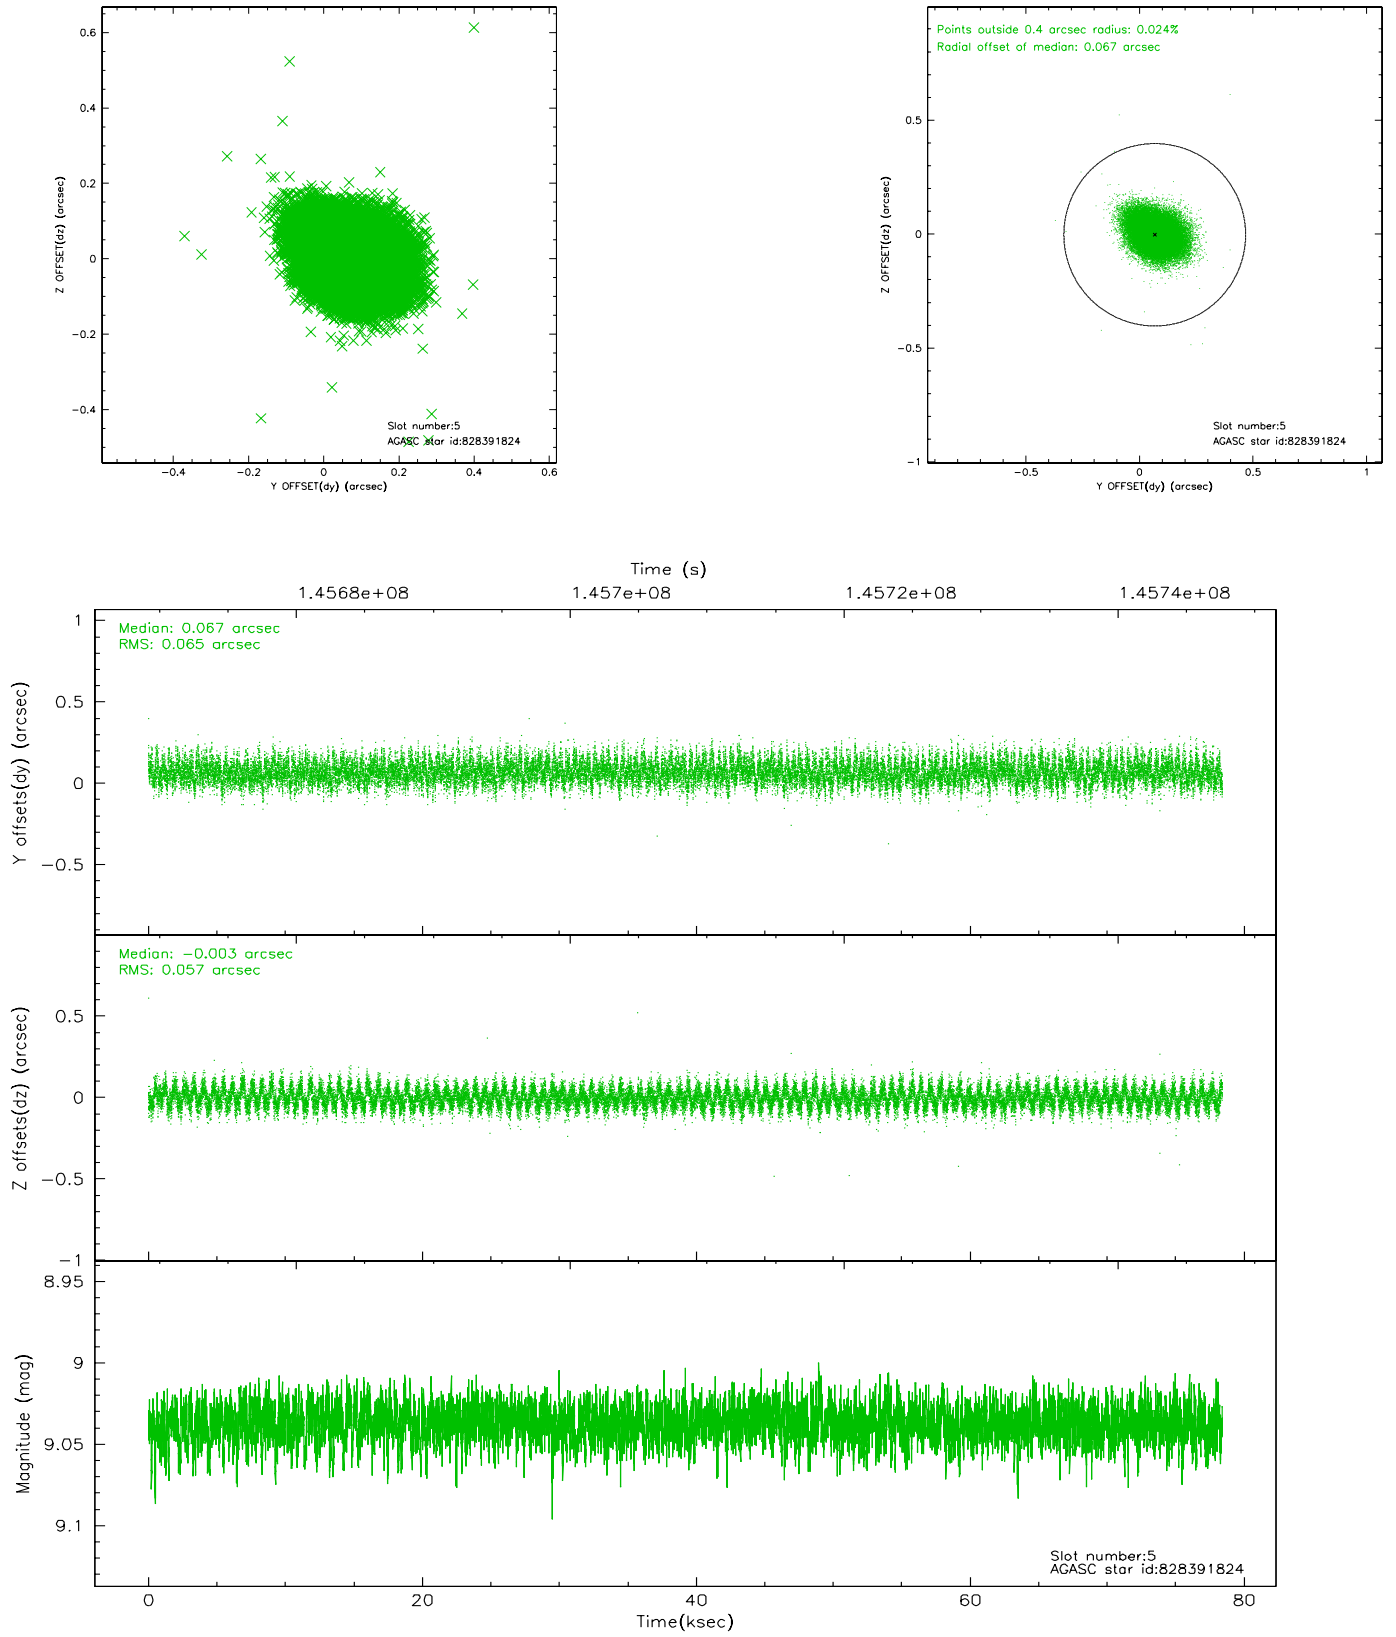 0.6
0.4
0.2
0
−0.2
−0.4
Z OFFSET(dz) (arcsec)
Slot number:5
AGASC star id:828391824
−0.4 −0.2 0 0.2 0.4 0.6
Y OFFSET(dy) (arcsec)
Points outside 0.4 arcsec radius: 0.024%
Radial offset of median: 0.067 arcsec
0.5
0
−0.5
−1
Z OFFSET(dz) (arcsec)
Slot number:5
AGASC star id:828391824
−0.5 0 0.5 1
Y OFFSET(dy) (arcsec)
Time (s)
1.4568e+08 1.457e+08 1.4572e+08 1.4574e+08
Median: 0.067 arcsec
RMS: 0.065 arcsec
1
0.5
0
−0.5
Y offsets(dy) (arcsec)
Median: −0.003 arcsec
RMS: 0.057 arcsec
0.5
0
−0.5
−1
Z offsets(dz) (arcsec)
8.95
9
9.05
9.1
Magnitude (mag)
Slot number:5
AGASC star id:828391824
0 20 40 60 80
Time(ksec)